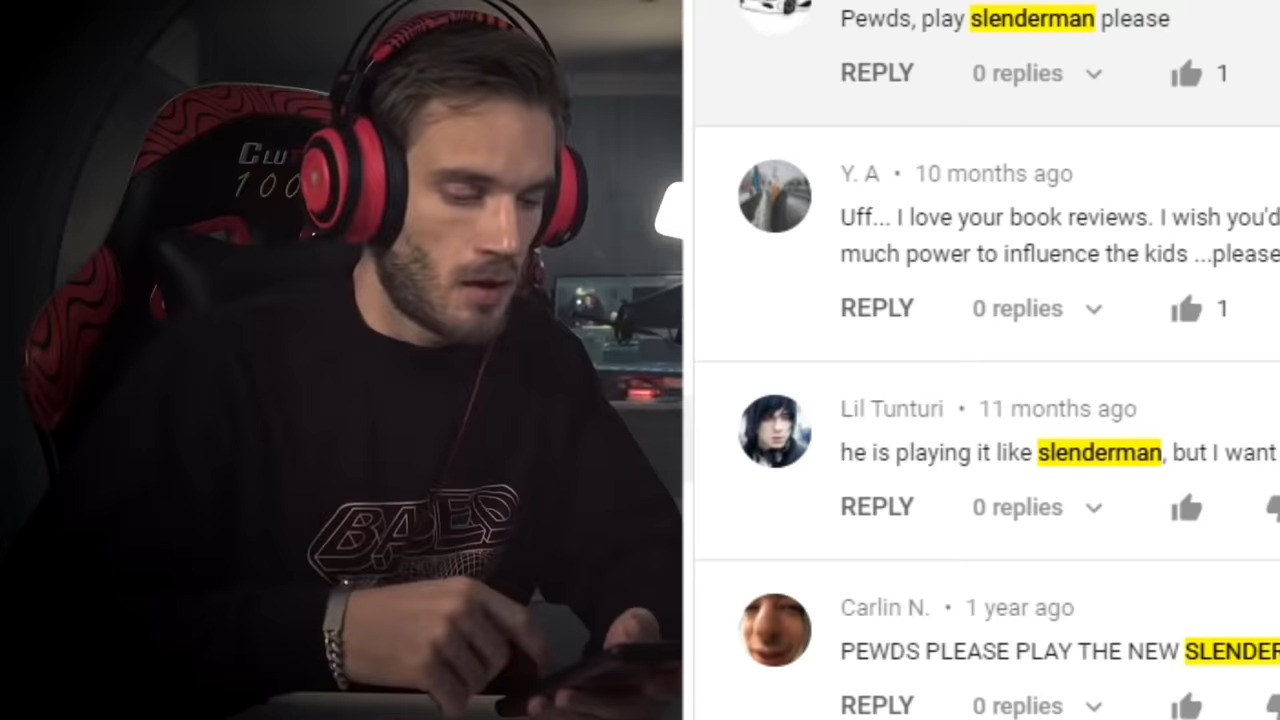 CLUT
100
BASED
Pewds, play slenderman please
REPLY 0 replies 1
Y. A • 10 months ago
Uff... I love your book reviews. I wish you'd
much power to influence the kids ...please
REPLY 0 replies 1
Lil Tunturi • 11 months ago
he is playing it like slenderman, but I want
REPLY 0 replies
Carlin N. • 1 year ago
PEWDS PLEASE PLAY THE NEW SLENDER
REPLY 0 replies